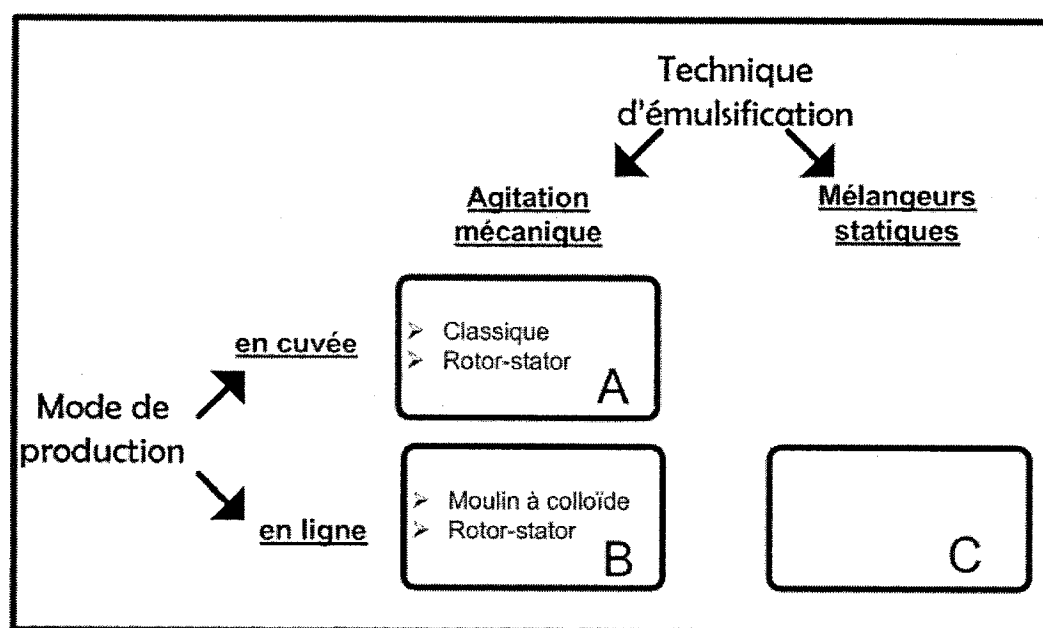 Technique
d'émulsification
Agitation
mécanique
Mélangeurs
statiques
en cuvée
➢ Classique
➢ Rotor-stator
A
Mode de
production
en ligne
➢ Moulin à colloïde
➢ Rotor-stator
B
C